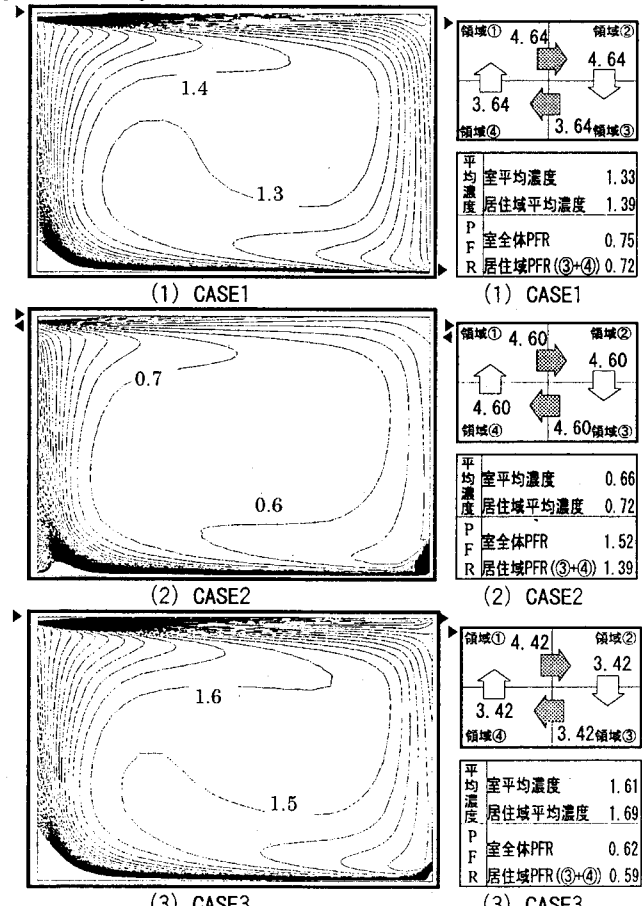 1.4
1.3
(1) CASE1
領域① 4.64 領域②
4.64
3.64
領域④ 3.64 領域③
平均濃度
室平均濃度 1.33
居住域平均濃度 1.39
PFR
室全体PFR 0.75
居住域PFR(③+④) 0.72
(1) CASE1
0.7
0.6
(2) CASE2
領域① 4.60 領域②
4.60
4.60
領域④ 4.60 領域③
平均濃度
室平均濃度 0.66
居住域平均濃度 0.72
PFR
室全体PFR 1.52
居住域PFR(③+④) 1.39
(2) CASE2
1.6
1.5
(3) CASE3
領域① 4.42 領域②
3.42
3.42
領域④ 3.42 領域③
平均濃度
室平均濃度 1.61
居住域平均濃度 1.69
PFR
室全体PFR 0.62
居住域PFR(③+④) 0.59
(3) CASE3